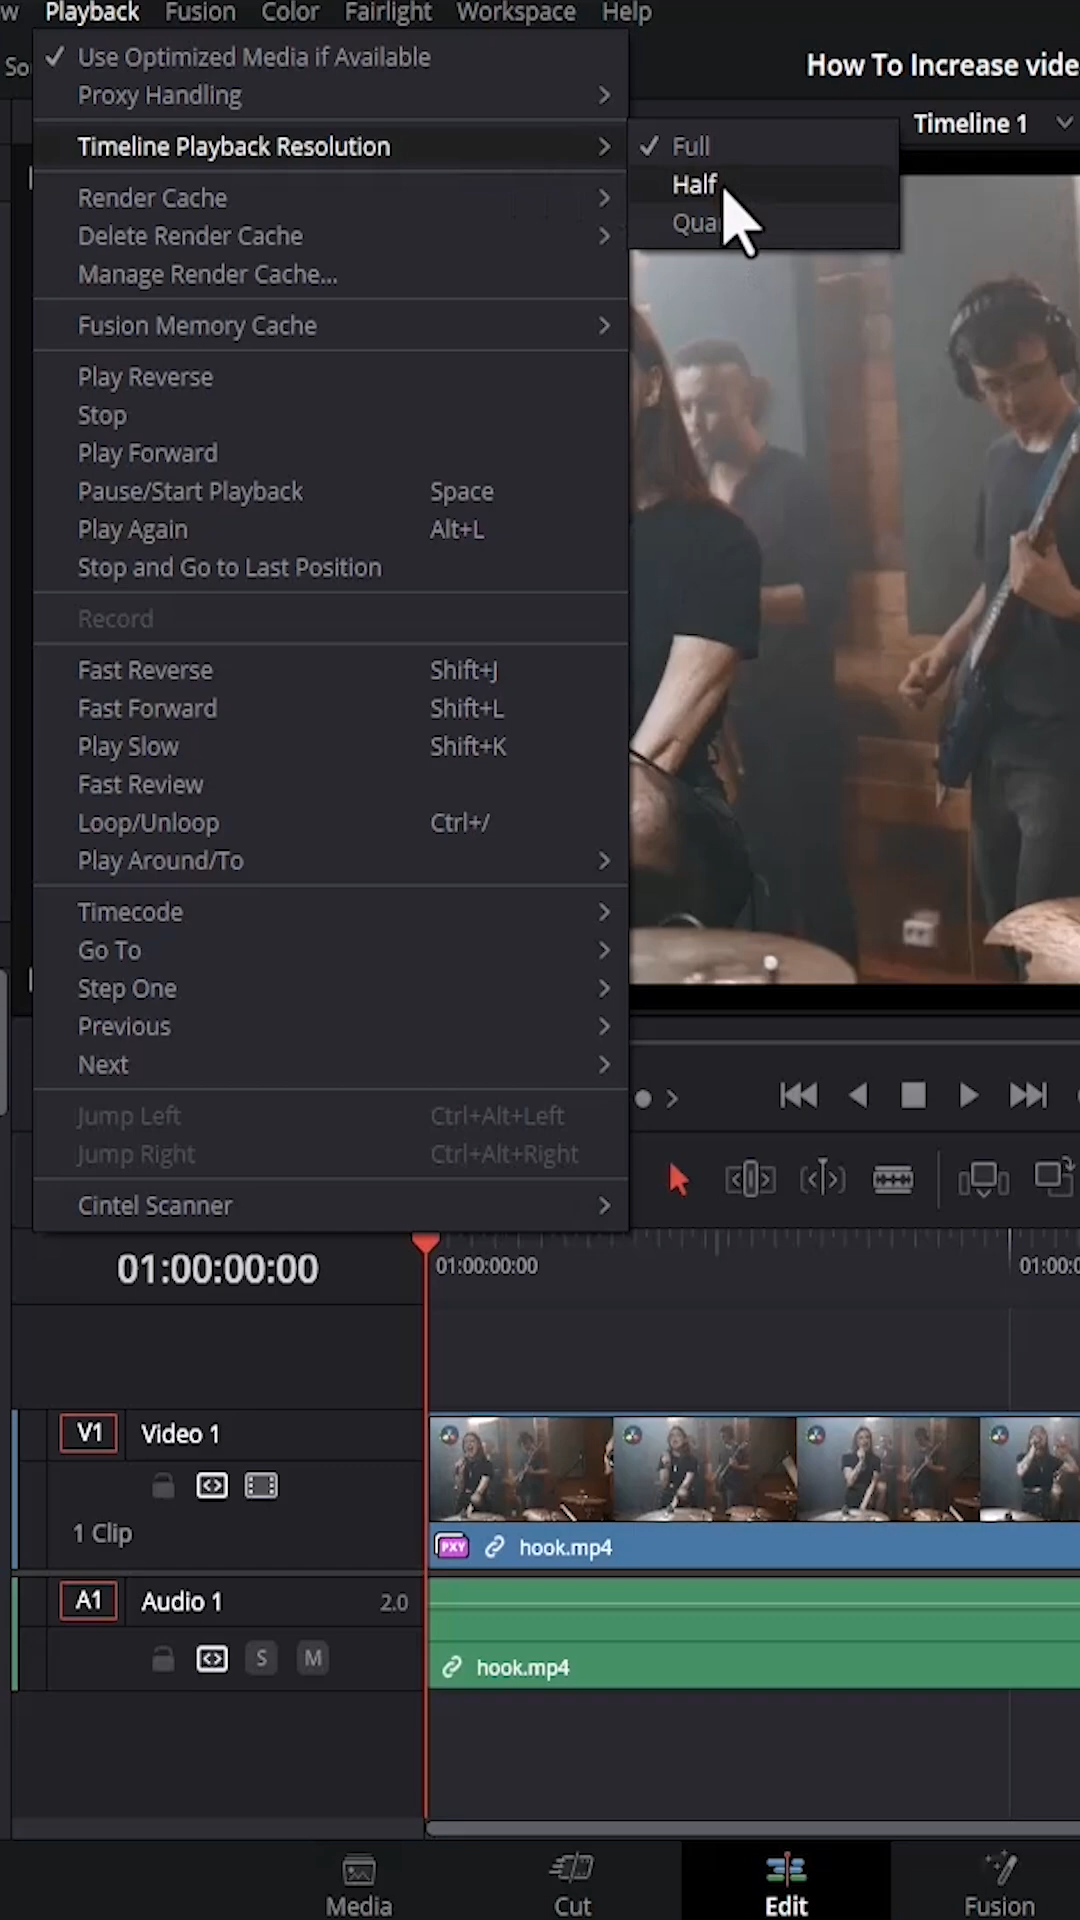 Playback Fusion Color Fairlight Workspace Help
Use Optimized Media if Available
How To Increase vide
Proxy Handling
Timeline 1
Timeline Playback Resolution
Full
Half
Qua
Render Cache
Delete Render Cache
Manage Render Cache...
Fusion Memory Cache
Play Reverse
Stop
Play Forward
Pause/Start Playback Space
Play Again Alt+L
Stop and Go to Last Position
Record
Fast Reverse Shift+J
Fast Forward Shift+L
Play Slow Shift+K
Fast Review
Loop/Unloop Ctrl+/
Play Around/To
Timecode
Go To
Step One
Previous
Next
Jump Left Ctrl+Alt+Left
Jump Right Ctrl+Alt+Right
Cintel Scanner
01:00:00:00
01:00:00:00
01:00:0
V1 Video 1
1 Clip
PXY hook.mp4
A1 Audio 1 2.0
S M
hook.mp4
Media Cut Edit Fusion